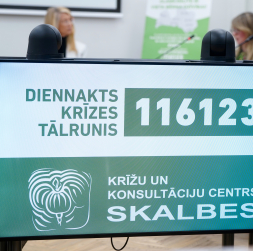 DIENNAKTS
KRĪZES
TĀLRUNIS
116123
KRĪŽU UN
KONSULTĀCIJU CENTRS
SKALBES